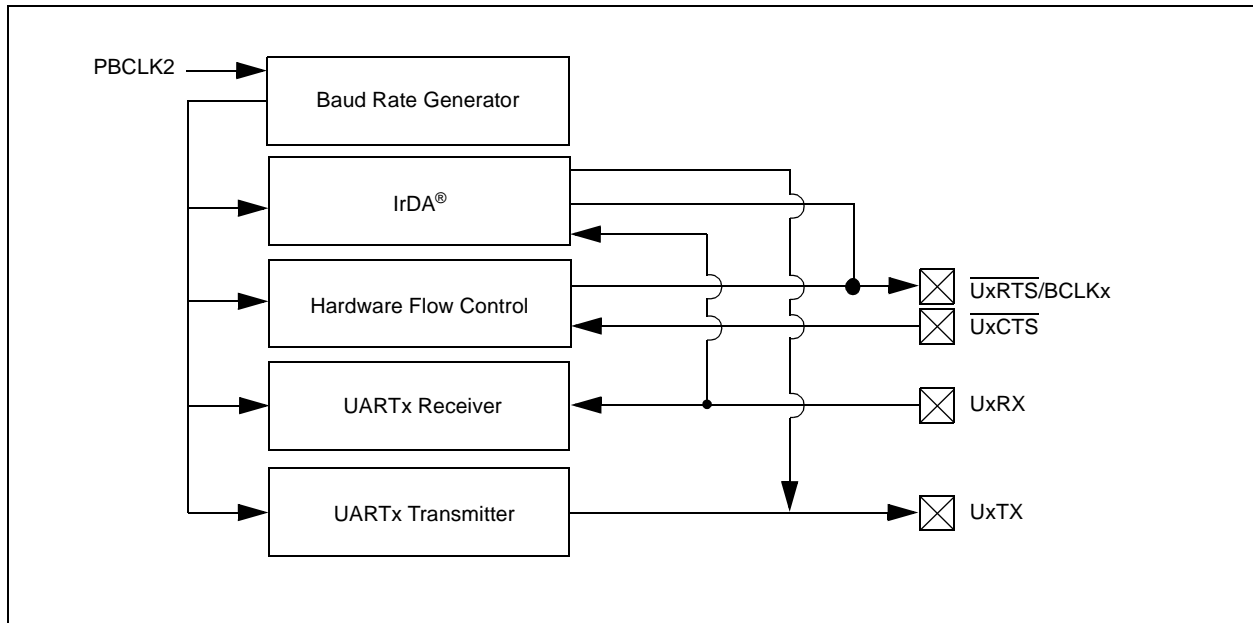 PBCLK2
Baud Rate Generator
IrDA®
Hardware Flow Control
UxRTS/BCLKx
UxCTS
UARTx Receiver
UxRX
UARTx Transmitter
UxTX